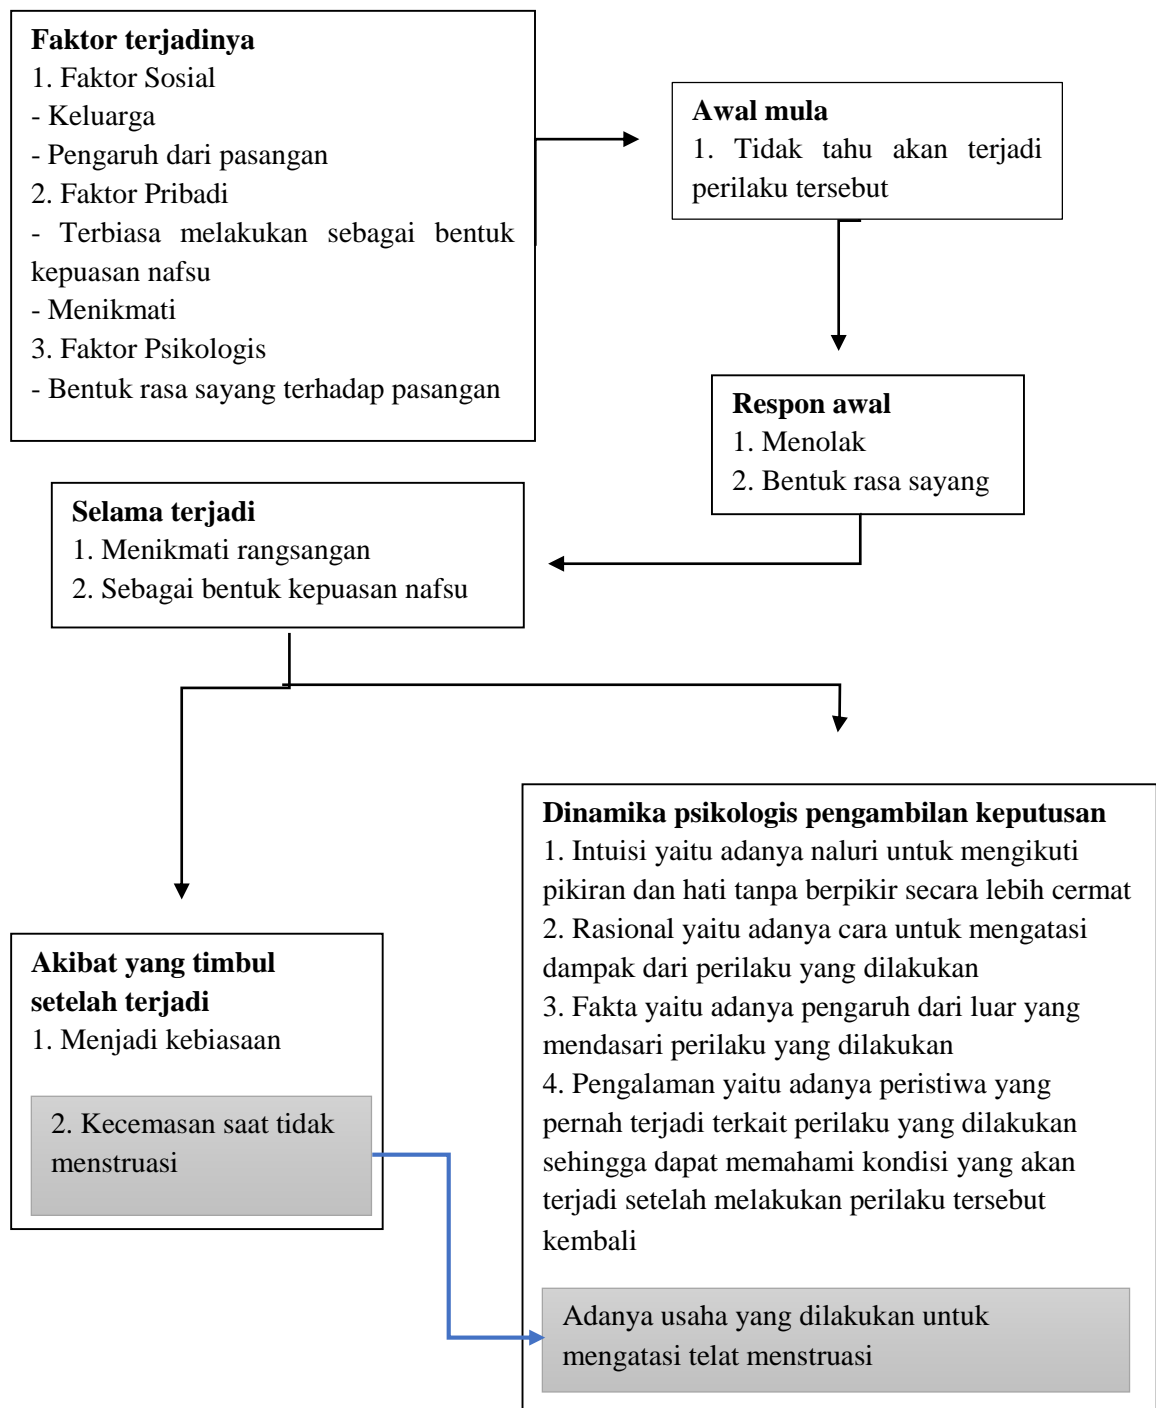 Faktor terjadinya
1. Faktor Sosial
- Keluarga
- Pengaruh dari pasangan
2. Faktor Pribadi
- Terbiasa melakukan sebagai bentuk
kepuasan nafsu
- Menikmati
3. Faktor Psikologis
- Bentuk rasa sayang terhadap pasangan
Awal mula
1. Tidak tahu akan terjadi
perilaku tersebut
Respon awal
1. Menolak
2. Bentuk rasa sayang
Selama terjadi
1. Menikmati rangsangan
2. Sebagai bentuk kepuasan nafsu
Akibat yang timbul
setelah terjadi
1. Menjadi kebiasaan
2. Kecemasan saat tidak
menstruasi
Dinamika psikologis pengambilan keputusan
1. Intuisi yaitu adanya naluri untuk mengikuti
pikiran dan hati tanpa berpikir secara lebih cermat
2. Rasional yaitu adanya cara untuk mengatasi
dampak dari perilaku yang dilakukan
3. Fakta yaitu adanya pengaruh dari luar yang
mendasari perilaku yang dilakukan
4. Pengalaman yaitu adanya peristiwa yang
pernah terjadi terkait perilaku yang dilakukan
sehingga dapat memahami kondisi yang akan
terjadi setelah melakukan perilaku tersebut
kembali
Adanya usaha yang dilakukan untuk
mengatasi telat menstruasi